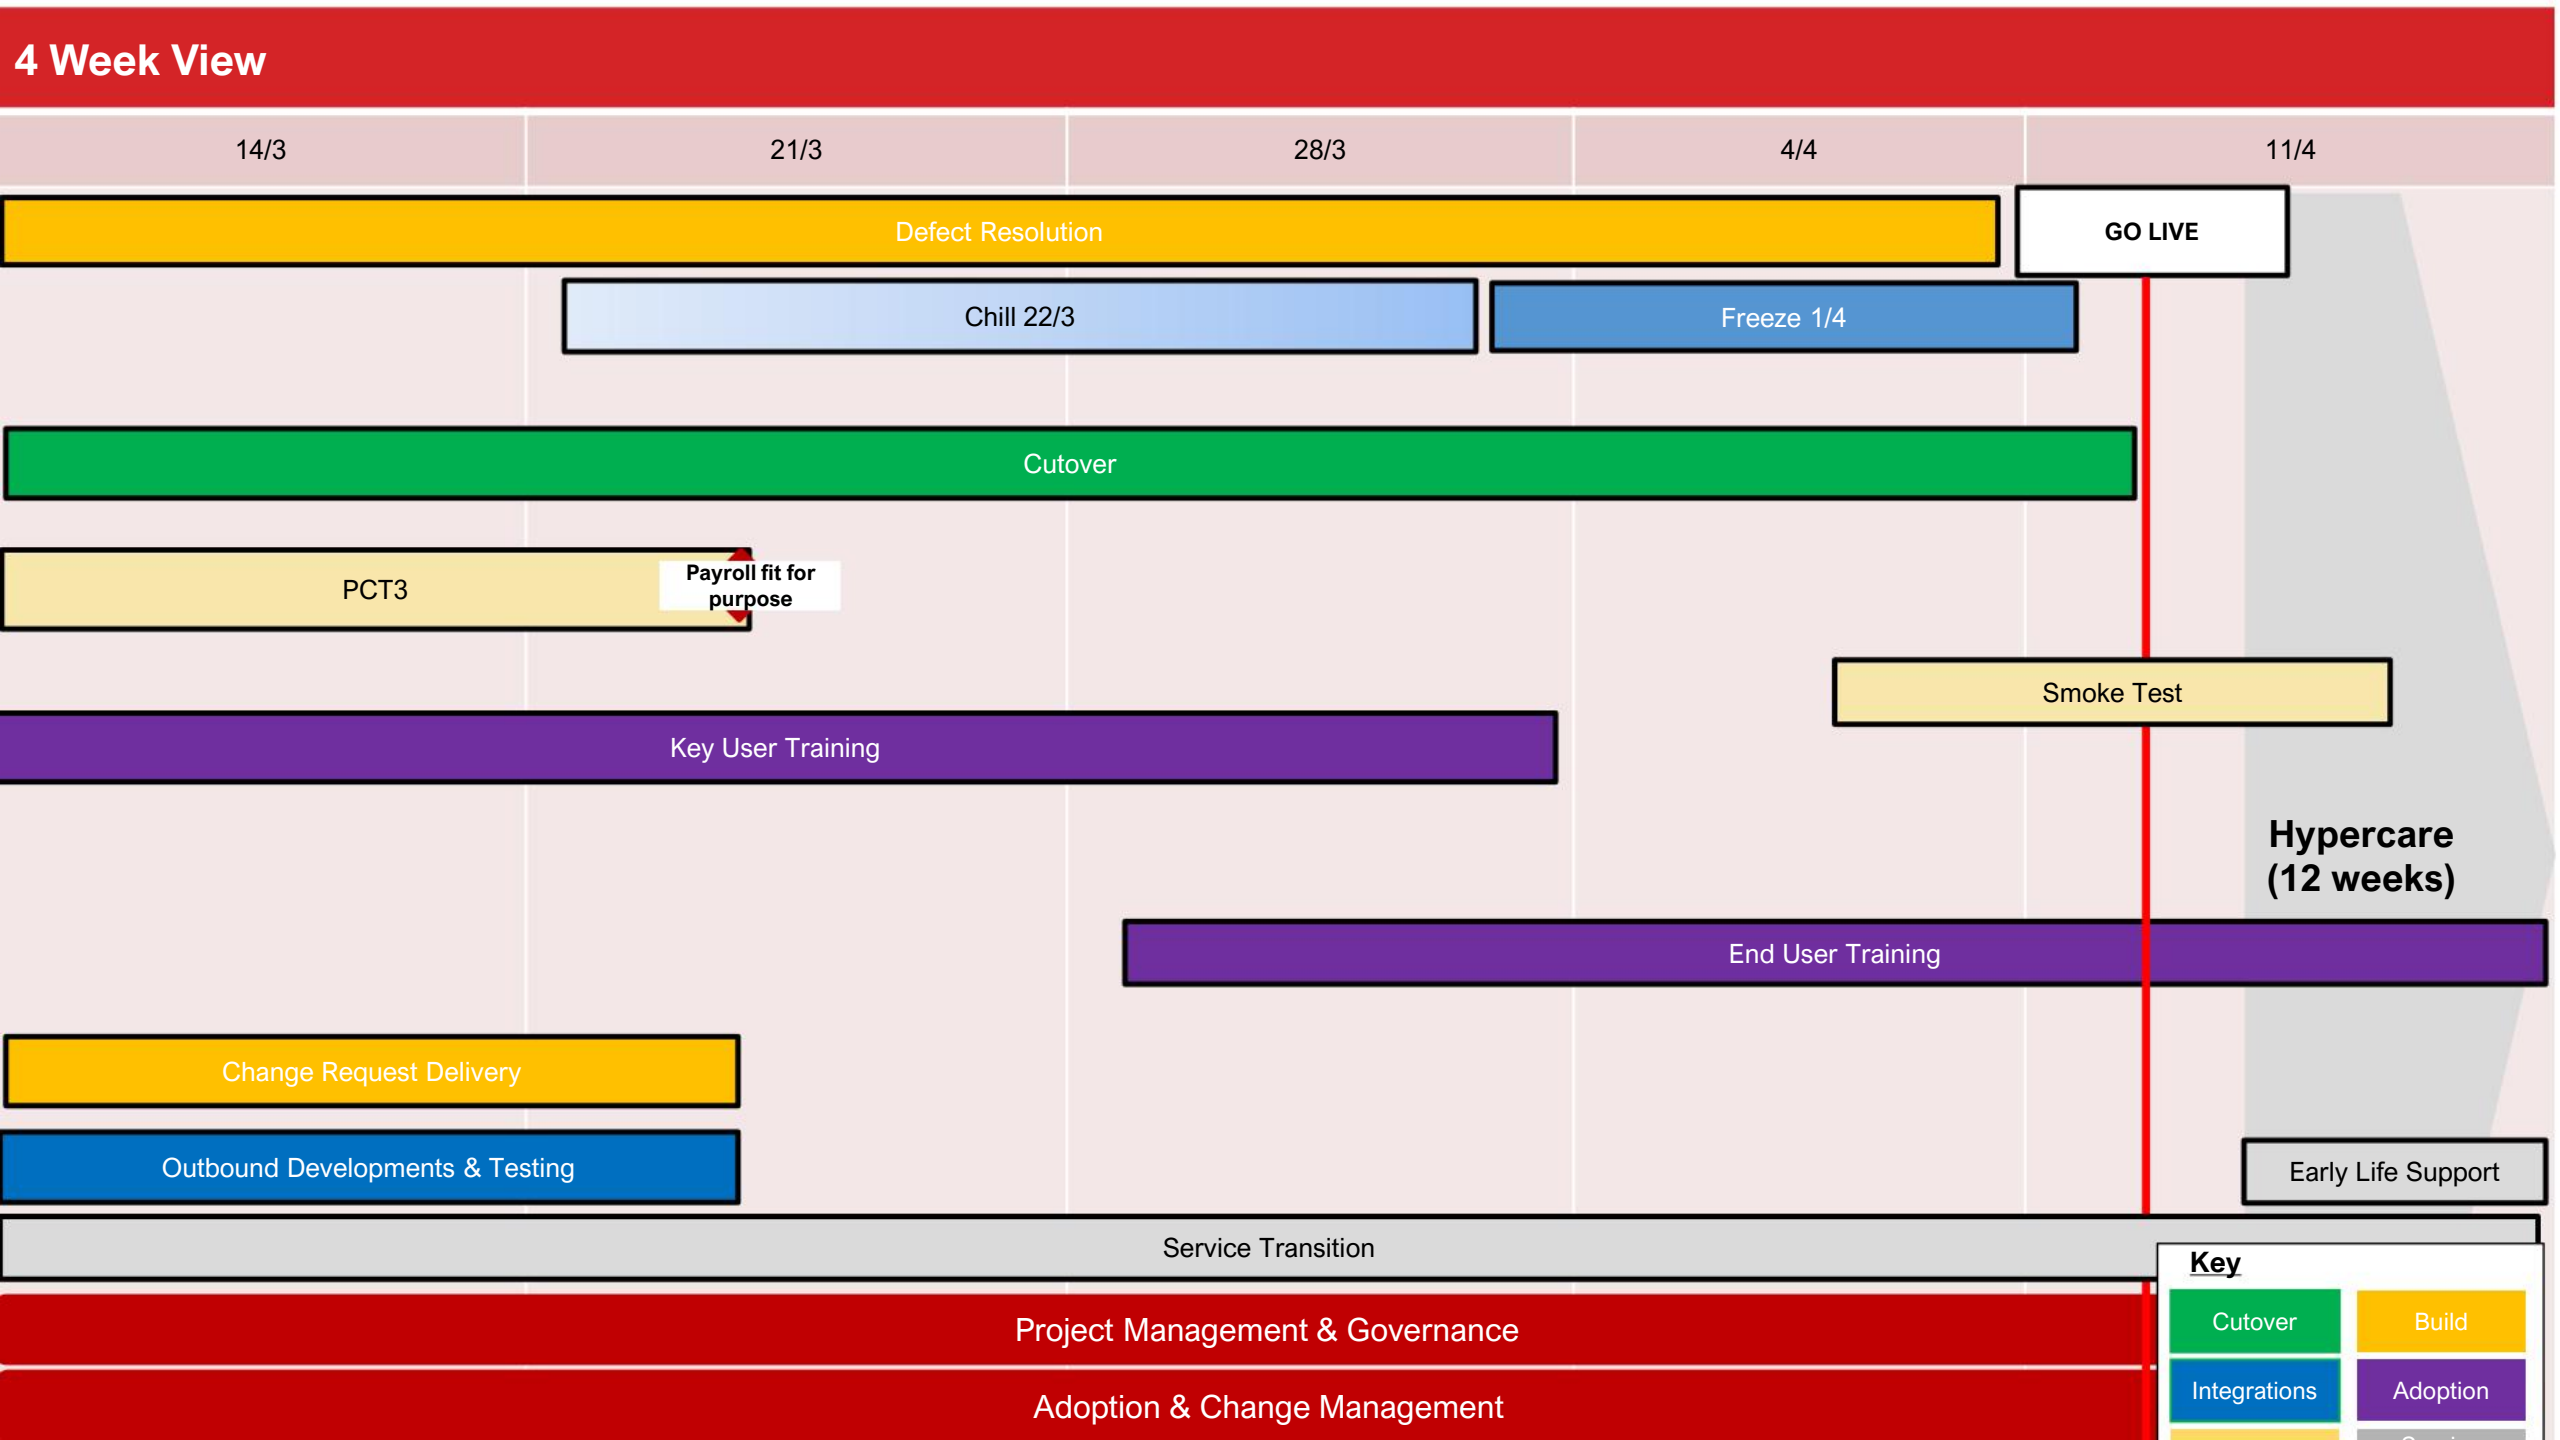 4 Week View
14/3 21/3 28/3 4/4 11/4
Defect Resolution
GO LIVE
Chill 22/3
Freeze 1/4
Cutover
PCT3
Payroll fit for
purpose
Smoke Test
Key User Training
Hypercare
(12 weeks)
End User Training
Change Request Delivery
Outbound Developments & Testing
Early Life Support
Service Transition
Key
Project Management & Governance
Cutover
Build
Adoption & Change Management
Integrations
Adoption